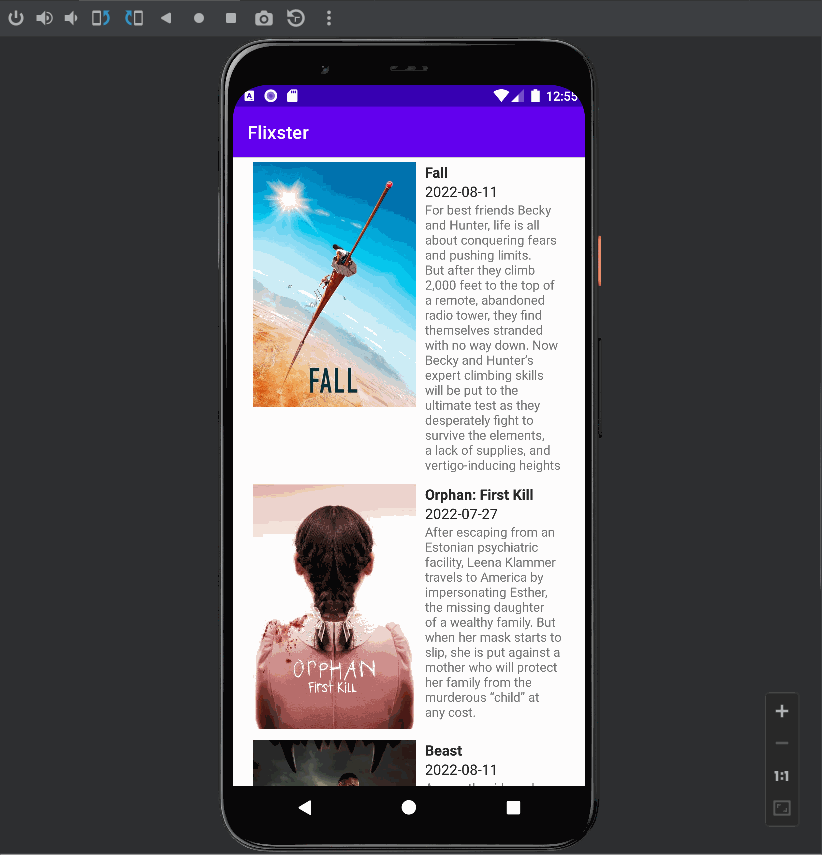 12:55
Flixster
FALL
Fall
2022-08-11
For best friends Becky
and Hunter, life is all
about conquering fears
and pushing limits.
But after they climb
2,000 feet to the top of
a remote, abandoned
radio tower, they find
themselves stranded
with no way down. Now
Becky and Hunter's
expert climbing skills
will be put to the
ultimate test as they
desperately fight to
survive the elements,
a lack of supplies, and
vertigo-inducing heights
ORPHAN
First Kill
Orphan: First Kill
2022-07-27
After escaping from an
Estonian psychiatric
facility, Leena Klammer
travels to America by
impersonating Esther,
the missing daughter
of a wealthy family. But
when her mask starts to
slip, she is put against a
mother who will protect
her family from the
murderous “child” at
any cost.
Beast
2022-08-11
1:1